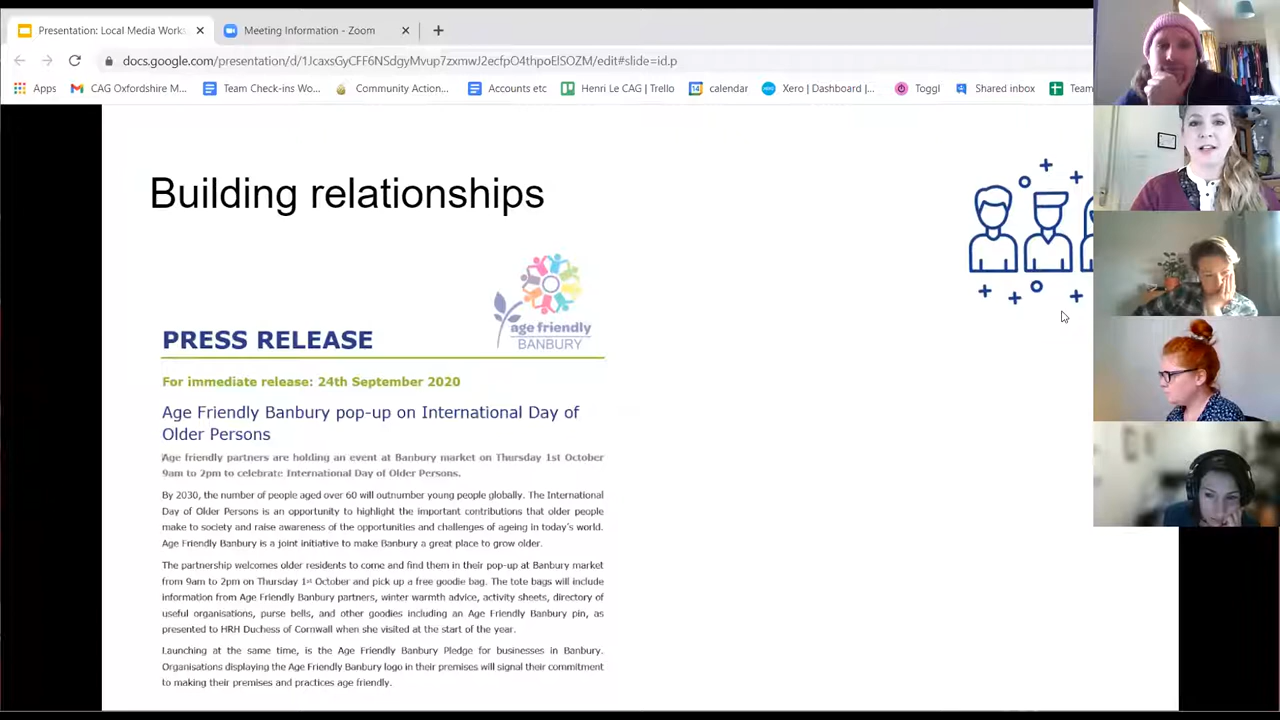 Presentation: Local Media Works
Meeting Information - Zoom
docs.google.com/presentation/d/1JcaxsGyCFF6NSdgyMvup7zxmwJ2ecfpO4thpoElSOZM/edit#slide=id.p
Apps
CAG Oxfordshire M...
Team Check-ins Wo...
Community Action...
Accounts etc
Henri Le CAG | Trello
calendar
Xero | Dashboard |...
Toggl
Shared inbox
Team
Building relationships
age friendly
BANBURY
PRESS RELEASE
For immediate release: 24th September 2020
Age Friendly Banbury pop-up on International Day of
Older Persons
Age friendly partners are holding an event at Banbury market on Thursday 1st October
9am to 2pm to celebrate International Day of Older Persons.
By 2030, the number of people aged over 60 will outnumber young people globally. The International
Day of Older Persons is an opportunity to highlight the important contributions that older people
make to society and raise awareness of the opportunities and challenges of ageing in today's world.
Age Friendly Banbury is a joint initiative to make Banbury a great place to grow older.
The partnership welcomes older residents to come and find them in their pop-up at Banbury market
from 9am to 2pm on Thursday 1st October and pick up a free goodie bag. The tote bags will include
information from Age Friendly Banbury partners, winter warmth advice, activity sheets, directory of
useful organisations, purse bells, and other goodies including an Age Friendly Banbury pin, as
presented to HRH Duchess of Cornwall when she visited at the start of the year.
Launching at the same time, is the Age Friendly Banbury Pledge for businesses in Banbury.
Organisations displaying the Age Friendly Banbury logo in their premises will signal their commitment
to making their premises and practices age friendly.